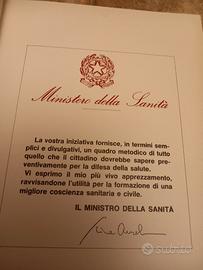 Ministero della Sanità
La vostra iniziativa fornisce, in termini sem-
plici e divulgativi, un quadro metodico di tutto
quello che il cittadino dovrebbe sapere pre-
ventivamente per la difesa della salute.
Vi esprimo il mio più vivo apprezzamento,
ravvisandone l'utilità per la formazione di una
migliore coscienza sanitaria e civile.
IL MINISTRO DELLA SANITÀ
subito